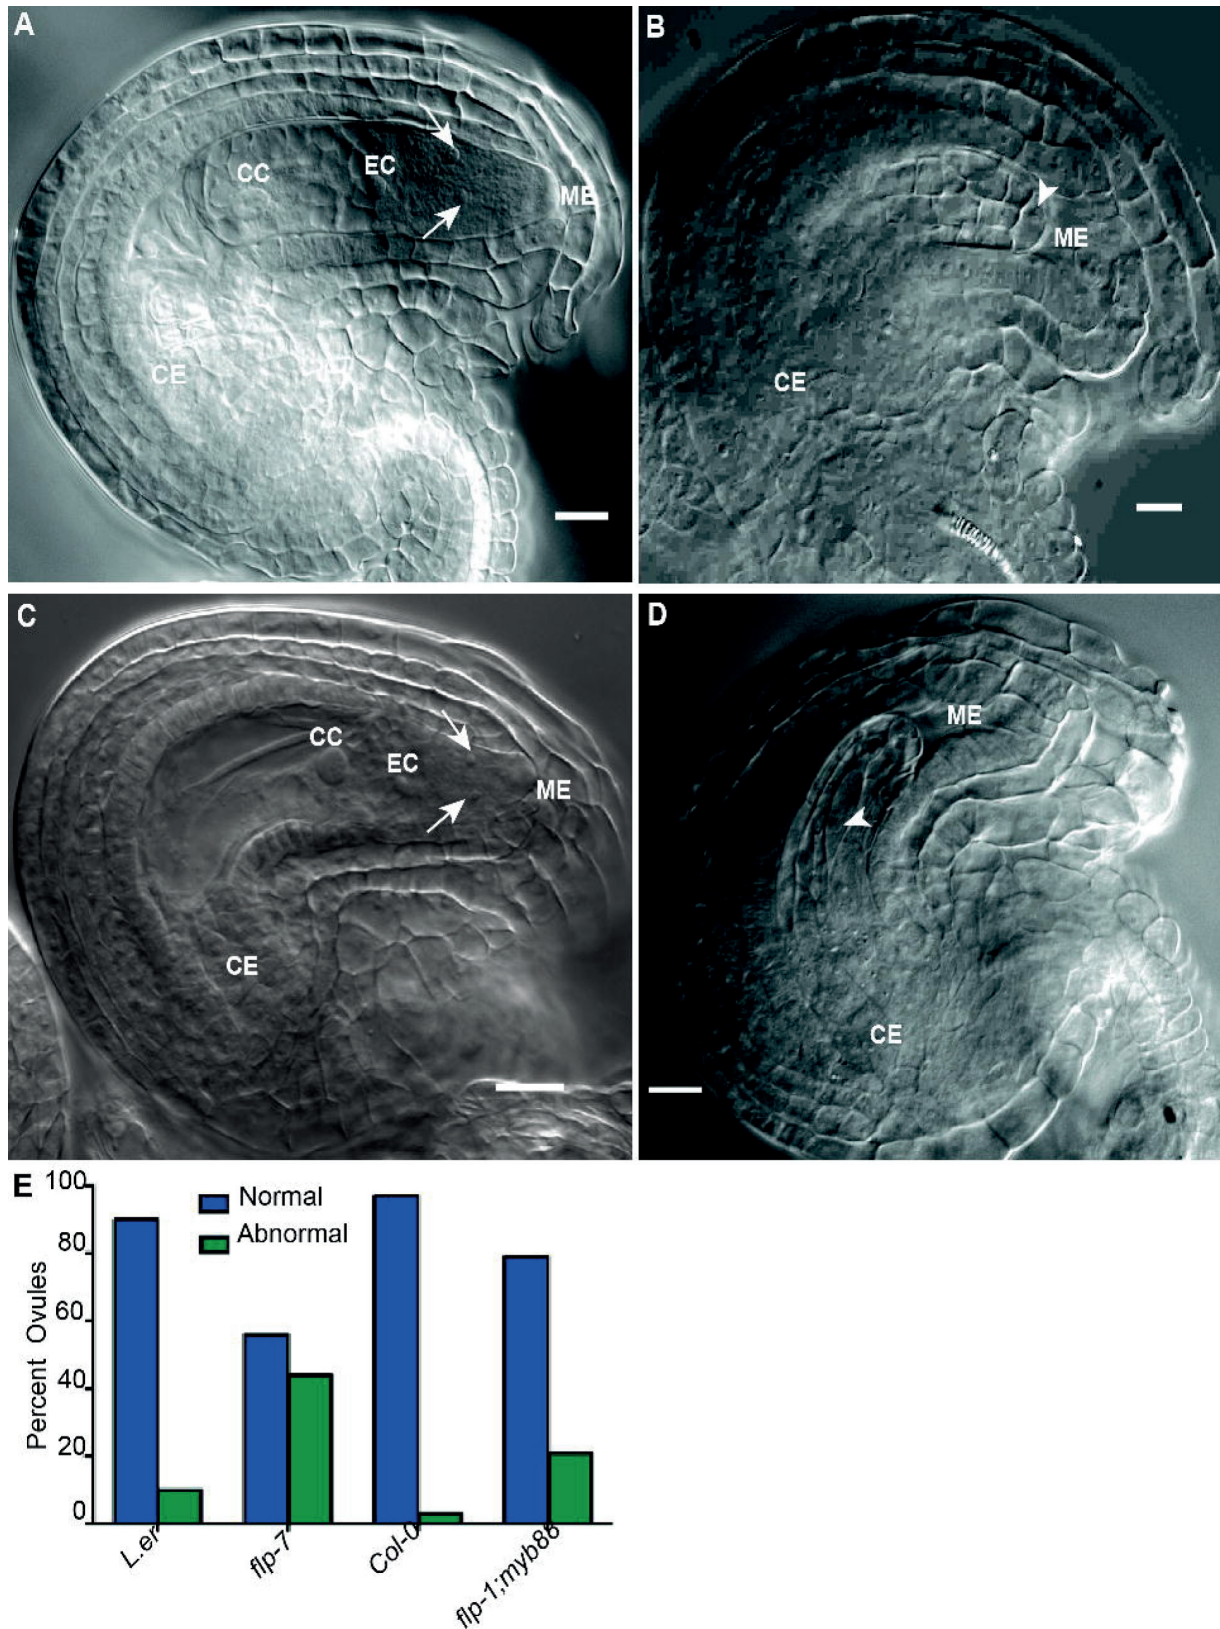 A
CC
EC
ME
CE
B
ME
CE
C
CC
EC
ME
CE
D
ME
CE
E
Normal
Abnormal
Percent Ovules
100
80
60
40
20
0
L.er
flp-7
Col-0
flp-1;myb88